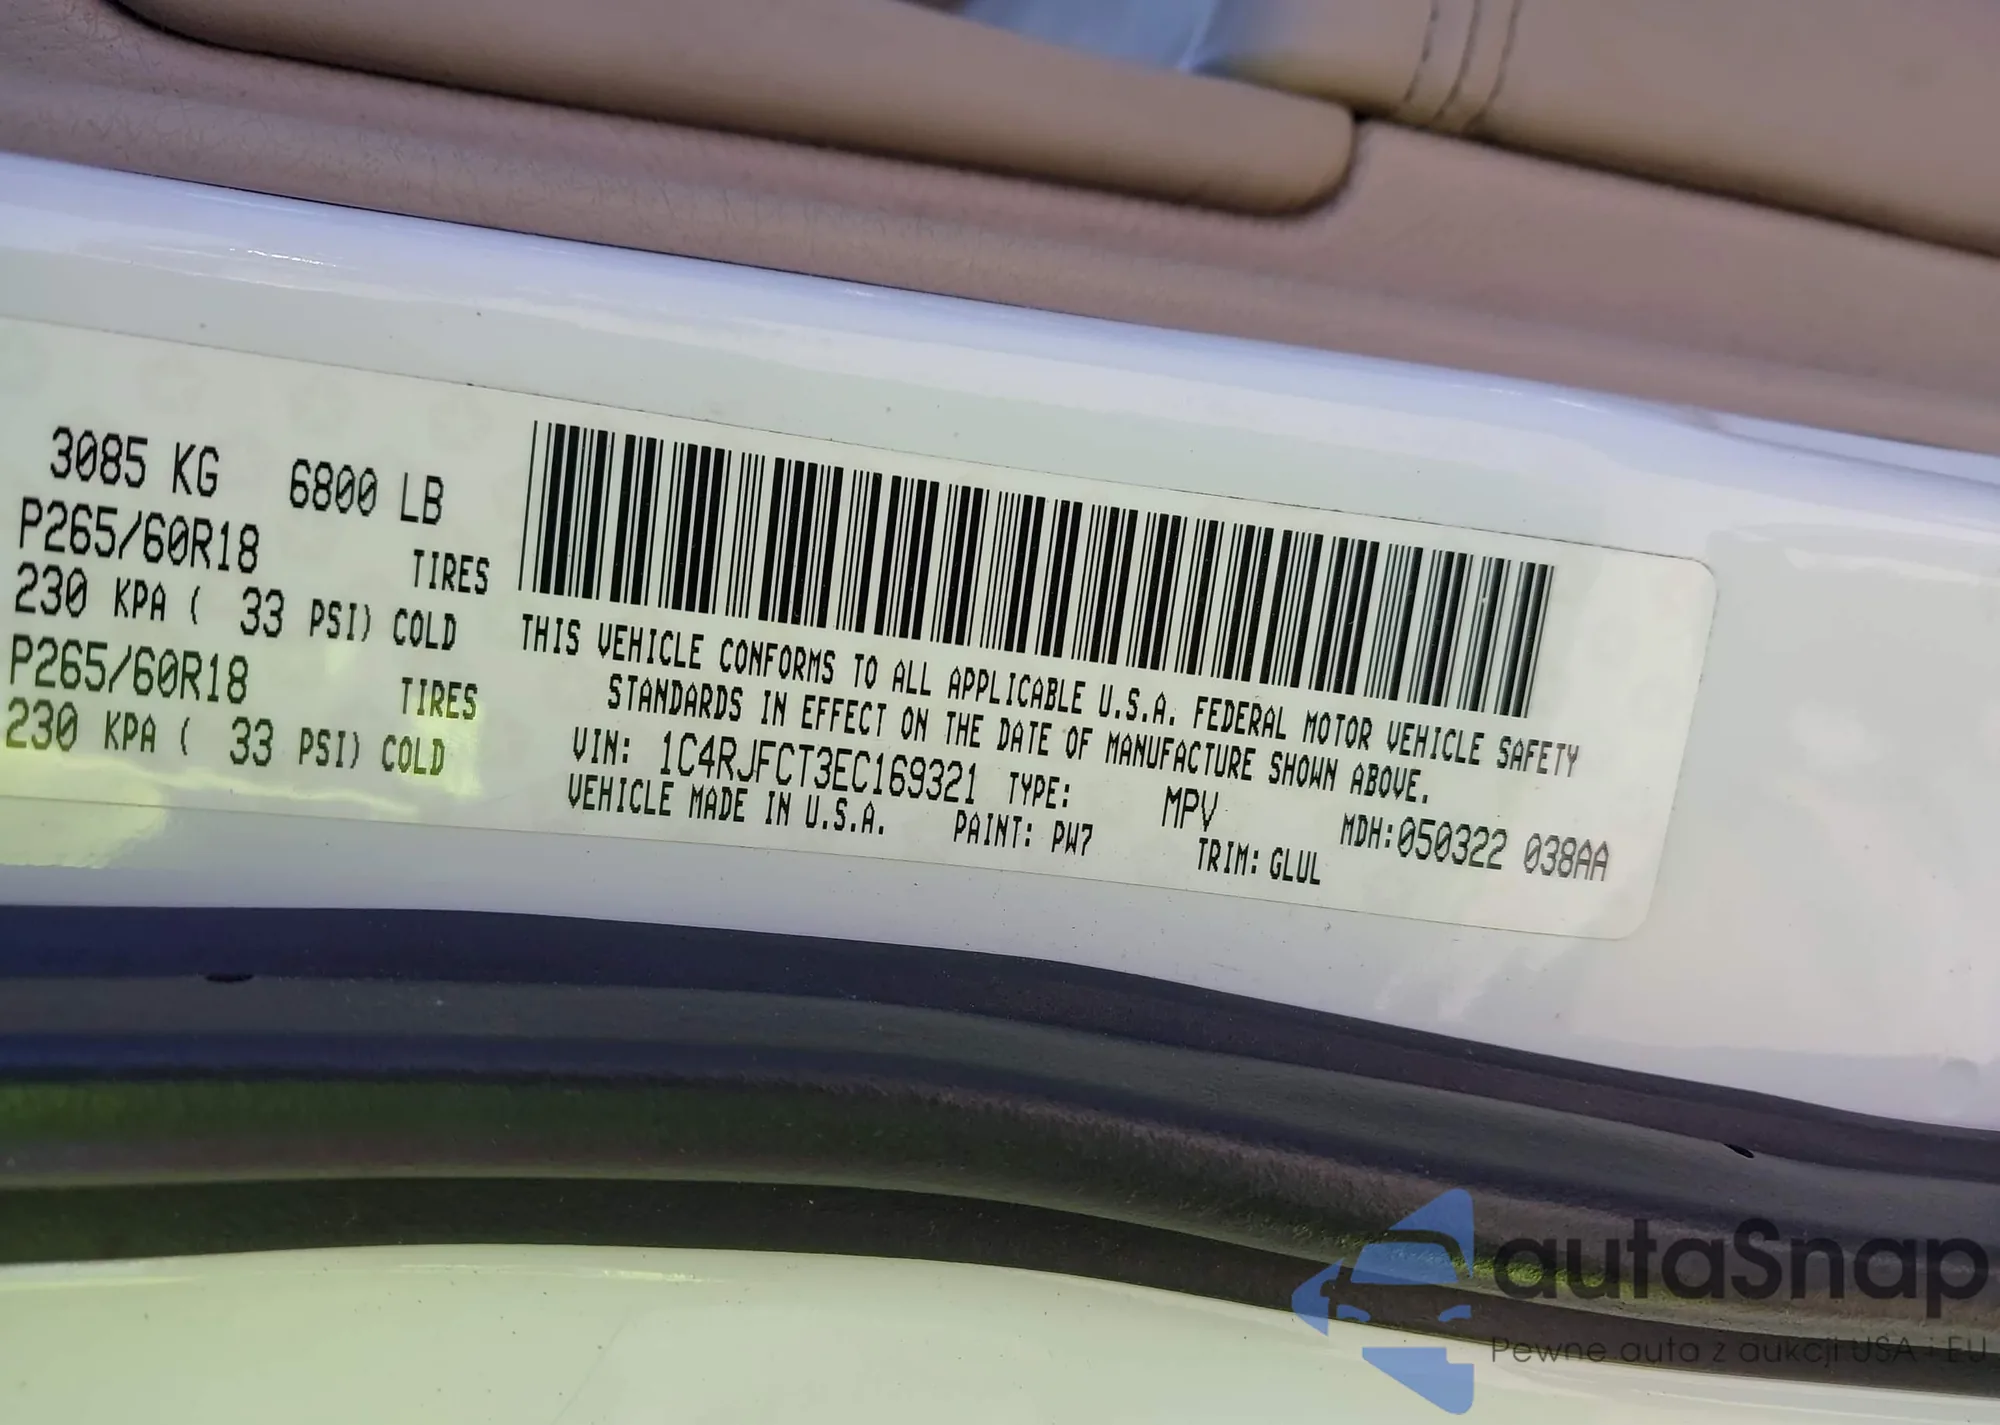 3085 KG 6800 LB
P265/60R18 TIRES
230 KPA ( 33 PSI) COLD
P265/60R18 TIRES
230 KPA ( 33 PSI) COLD
THIS VEHICLE CONFORMS TO ALL APPLICABLE U.S.A. FEDERAL MOTOR VEHICLE SAFETY
STANDARDS IN EFFECT ON THE DATE OF MANUFACTURE SHOWN ABOVE.
VIN: 1C4RJFCT3EC169321 TYPE: MPV MDH:050322 038AA
VEHICLE MADE IN U.S.A. PAINT: PW7 TRIM: GLUL
autaSnap
Pewne auta z aukcji USA i EU